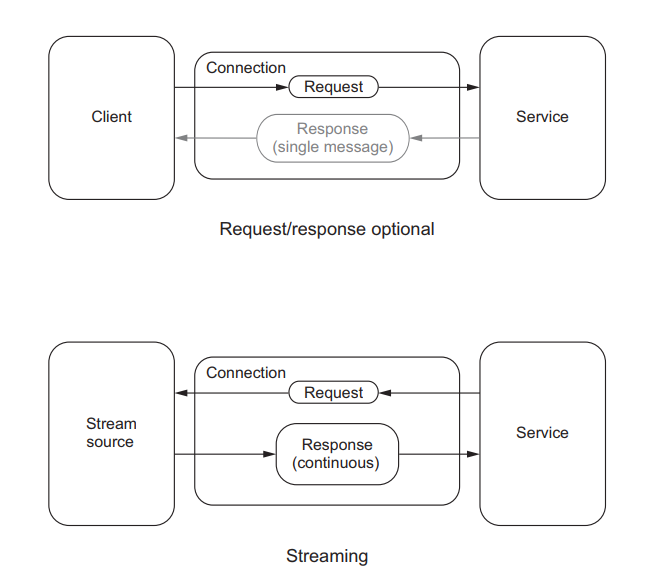 Connection
Request
Client
Service
Response
(single message)
Request/response optional
Connection
Request
Stream
source
Service
Response
(continuous)
Streaming